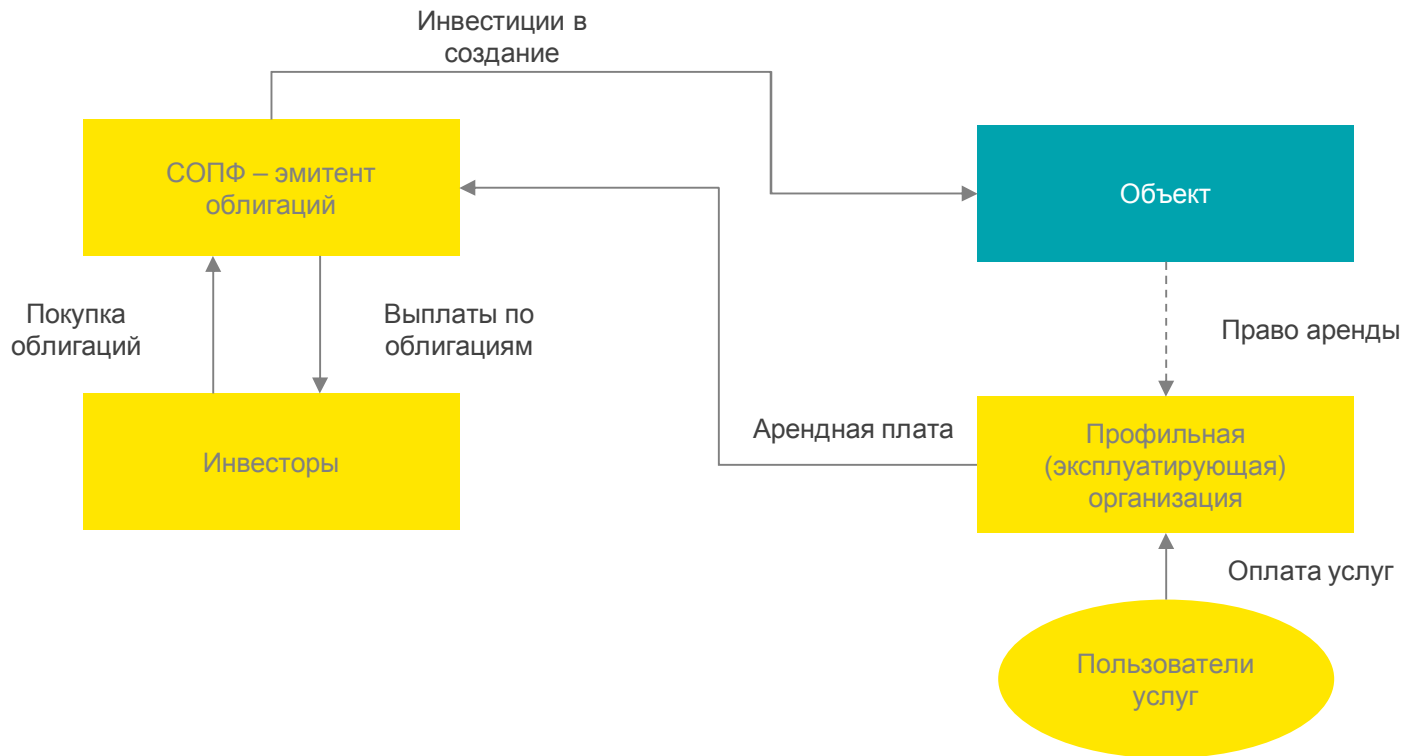 Инвестиции в
создание
СОПФ – эмитент
облигаций
Объект
Покупка
облигаций
Выплаты по
облигациям
Право аренды
Инвесторы
Арендная плата
Профильная
(эксплуатирующая)
организация
Оплата услуг
Пользователи
услуг